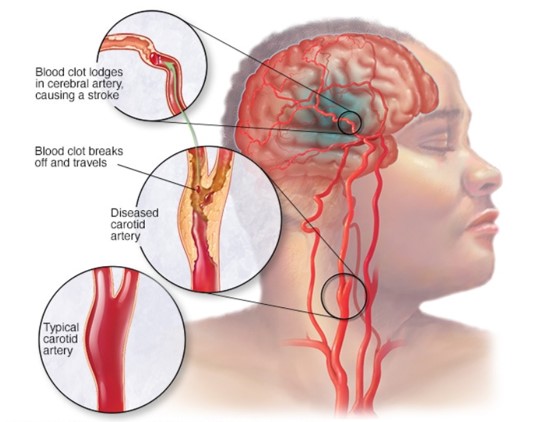 Blood clot lodges
in cerebral artery,
causing a stroke
Blood clot breaks
off and travels
Diseased
carotid
artery
Typical
carotid
artery